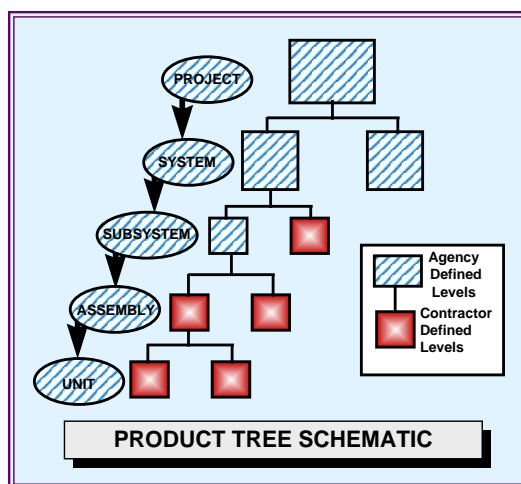 PROJECT
SYSTEM
SUBSYSTEM
ASSEMBLY
UNIT
Agency
Defined
Levels
Contractor
Defined
Levels
PRODUCT TREE SCHEMATIC